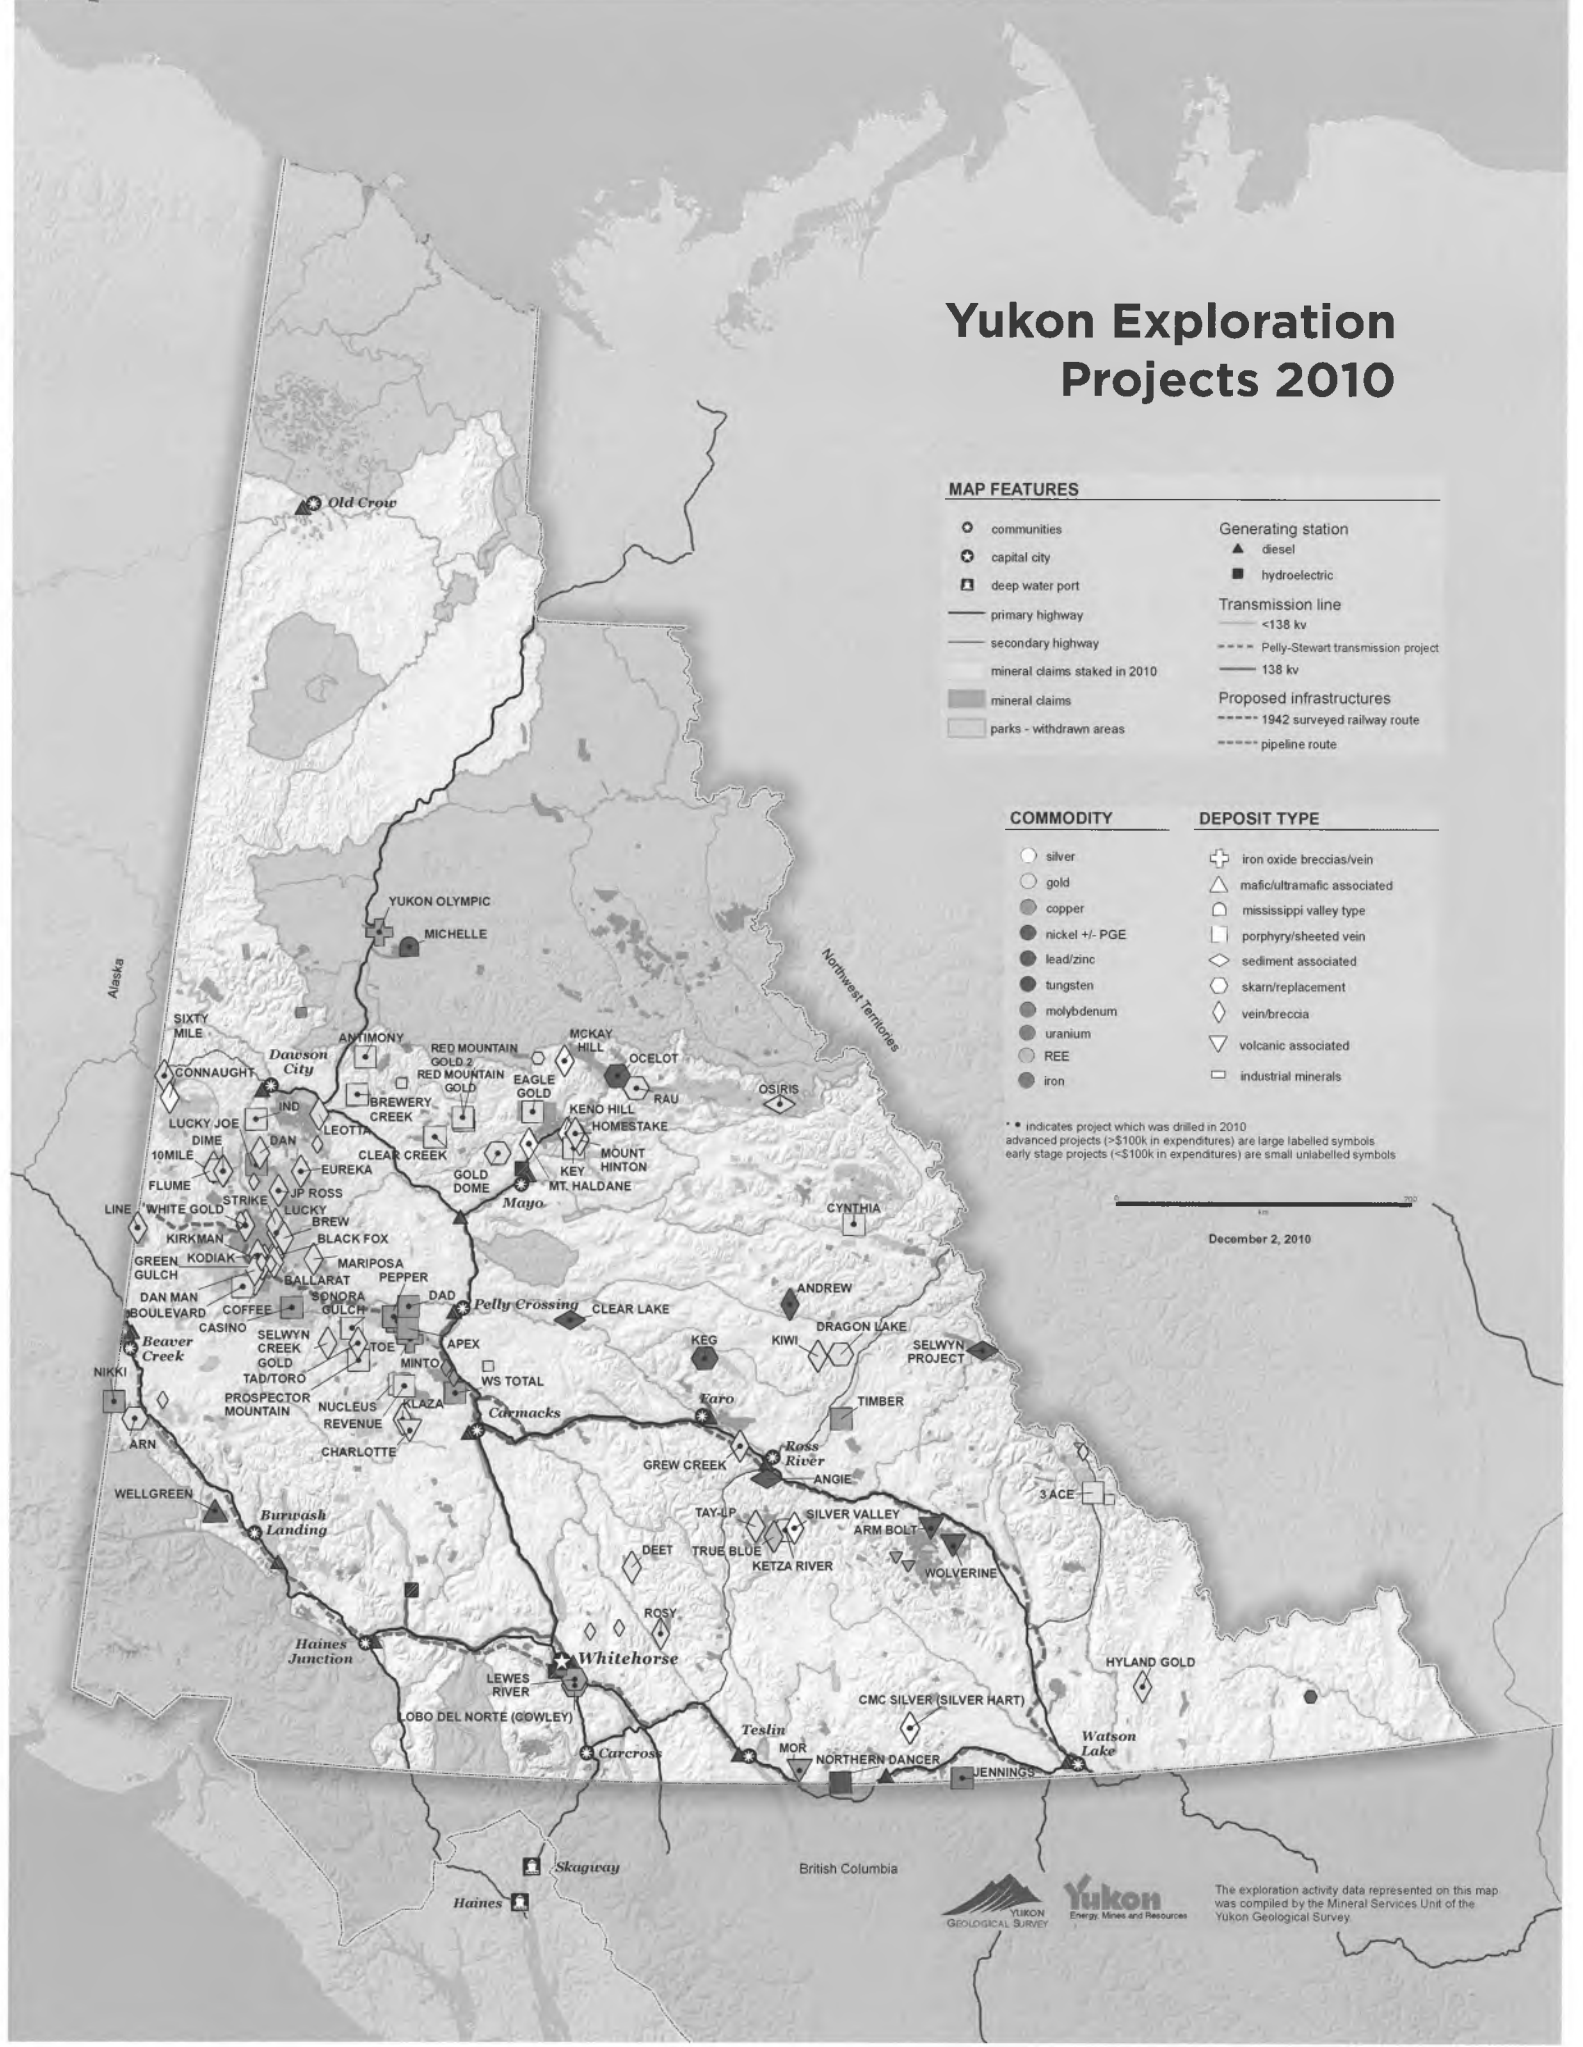 Yukon Exploration
Projects 2010
MAP FEATURES
communities
capital city
deep water port
primary highway
secondary highway
mineral claims staked in 2010
mineral claims
parks - withdrawn areas
Generating station
diesel
hydroelectric
Transmission line
<138 kv
Pelly-Stewart transmission project
138 kv
Proposed infrastructures
1942 surveyed railway route
pipeline route
COMMODITY
silver
gold
copper
nickel +/- PGE
lead/zinc
tungsten
molybdenum
uranium
REE
iron
DEPOSIT TYPE
iron oxide breccias/vein
mafic/ultramafic associated
mississippi valley type
porphyry/sheeted vein
sediment associated
skarn/replacement
vein/breccia
volcanic associated
industrial minerals
* • indicates project which was drilled in 2010
advanced projects (>$100k in expenditures) are large labelled symbols
early stage projects (<$100k in expenditures) are small unlabelled symbols
0
200
km
December 2, 2010
Old Crow
YUKON OLYMPIC
MICHELLE
Alaska
Northwest Territories
SIXTY
MILE
CONNAUGHT
Dawson
City
ANTIMONY
RED MOUNTAIN
GOLD 2
RED MOUNTAIN
GOLD
MCKAY
HILL
OCELOT
RAU
EAGLE
GOLD
OSIRIS
IND
BREWERY
CREEK
KENO HILL
HOMESTAKE
LUCKY JOE
LEOTTA
DIME
DAN
10MILE
CLEAR CREEK
MOUNT
HINTON
KEY
EUREKA
GOLD
DOME
MT. HALDANE
FLUME
Mayo
STRIKE
JP ROSS
LINE
WHITE GOLD
LUCKY
BREW
CYNTHIA
KIRKMAN
BLACK FOX
GREEN
GULCH
KODIAK
MARIPOSA
BALLARAT
PEPPER
DAN MAN
SONORA
GULCH
DAD
BOULEVARD
COFFEE
Pelly Crossing
CLEAR LAKE
ANDREW
CASINO
DRAGON LAKE
Beaver
Creek
SELWYN
CREEK
GOLD
TOE
APEX
KEG
KIWI
SELWYN
PROJECT
TAD/TORO
MINTO
NIKKI
WS TOTAL
PROSPECTOR
MOUNTAIN
NUCLEUS
KLAZA
Carmacks
Faro
TIMBER
REVENUE
ARN
CHARLOTTE
Ross
River
GREW CREEK
ANGIE
WELLGREEN
3 ACE
Burwash
Landing
TAY-LP
SILVER VALLEY
ARM BOLT
DEET
TRUE BLUE
KETZA RIVER
WOLVERINE
ROSY
Haines
Junction
Whitehorse
HYLAND GOLD
LEWES
RIVER
CMC SILVER (SILVER HART)
LOBO DEL NORTE (COWLEY)
Teslin
Watson
Lake
Carcross
MOR
NORTHERN DANCER
JENNINGS
Skagway
British Columbia
Haines
YUKON
GEOLOGICAL SURVEY
Yukon
Energy, Mines and Resources
The exploration activity data represented on this map
was compiled by the Mineral Services Unit of the
Yukon Geological Survey.